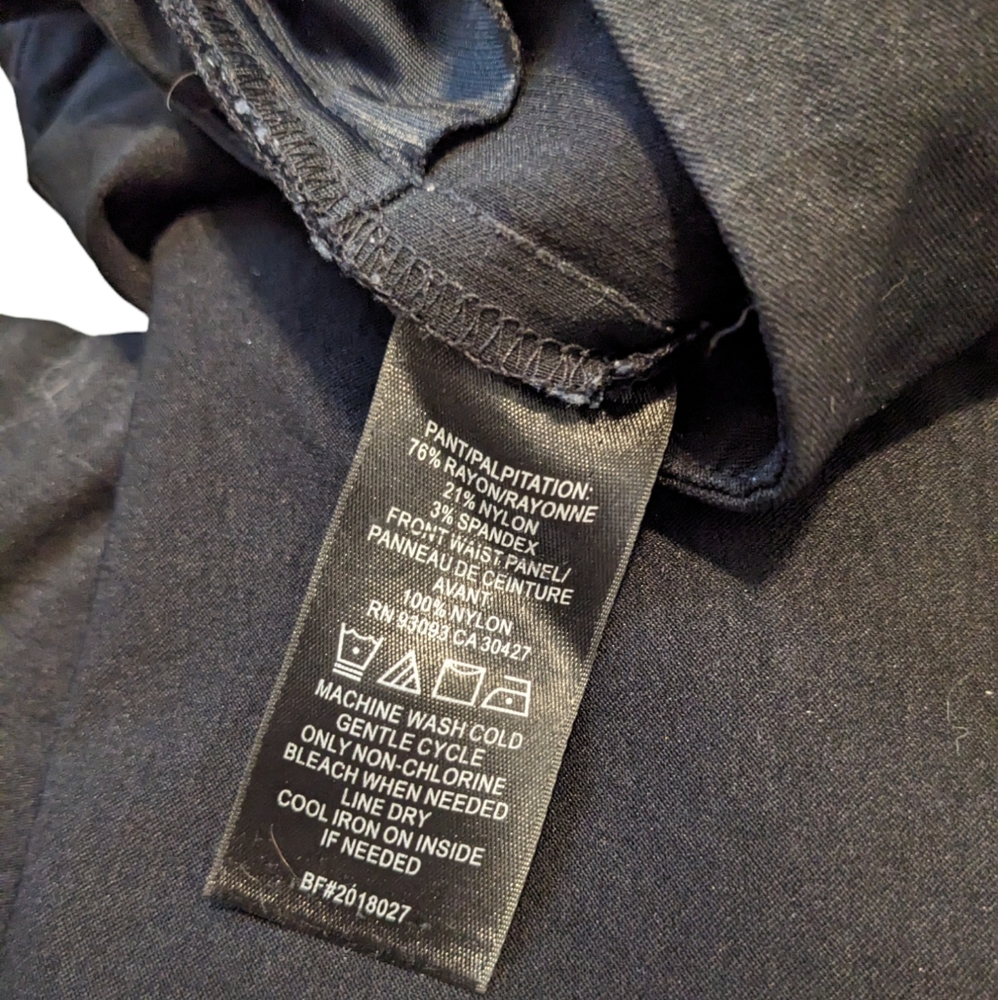 PANT/PALPITATION:
76% RAYON/RAYONNE
21% NYLON
3% SPANDEX
FRONT WAIST PANEL/
PANNEAU DE CEINTURE
AVANT
100% NYLON
RN 93093 CA 30427
MACHINE WASH COLD
GENTLE CYCLE
ONLY NON-CHLORINE
BLEACH WHEN NEEDED
LINE DRY
COOL IRON ON INSIDE
IF NEEDED
BF#2018027